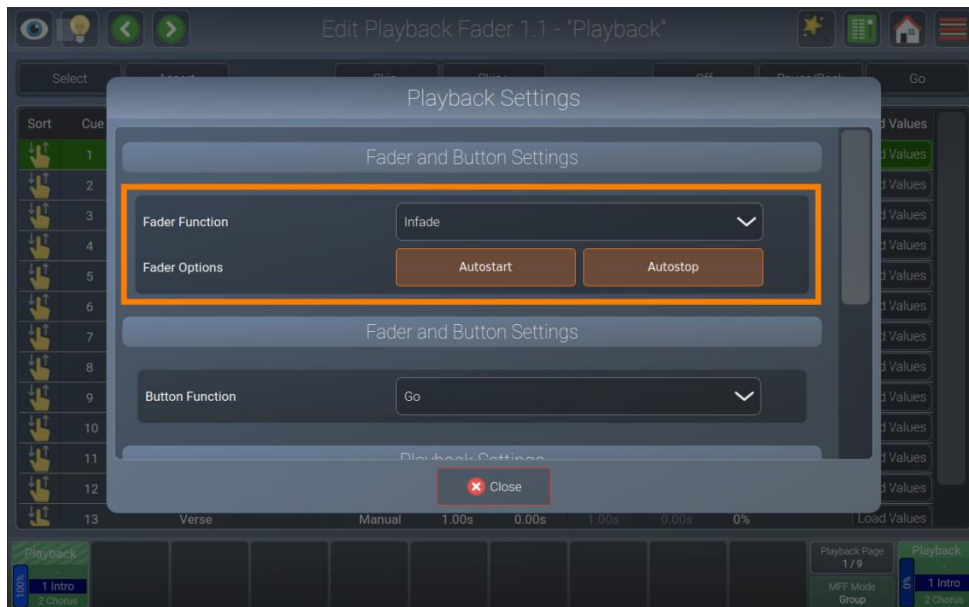 Edit Playback Fader 1.1 - "Playback"
Select Off Go
Playback Settings
Sort Cue d Values
Fader and Button Settings
1 d Values
2 d Values
Fader Function Infade
3 d Values
4 d Values
Fader Options Autostart Autostop
5 d Values
6 d Values
Fader and Button Settings
7 d Values
8 d Values
Button Function Go
9 d Values
10 d Values
11 Playback Settings d Values
12 Close d Values
13 Verse Manual 1.00s 0.00s 1.00s 0.00s 0% Load Values
Playback Playback Page Playback
- 1 / 9 -
100% 1 Intro MFF Mode 0% 1 Intro
2 Chorus Group 2 Chorus